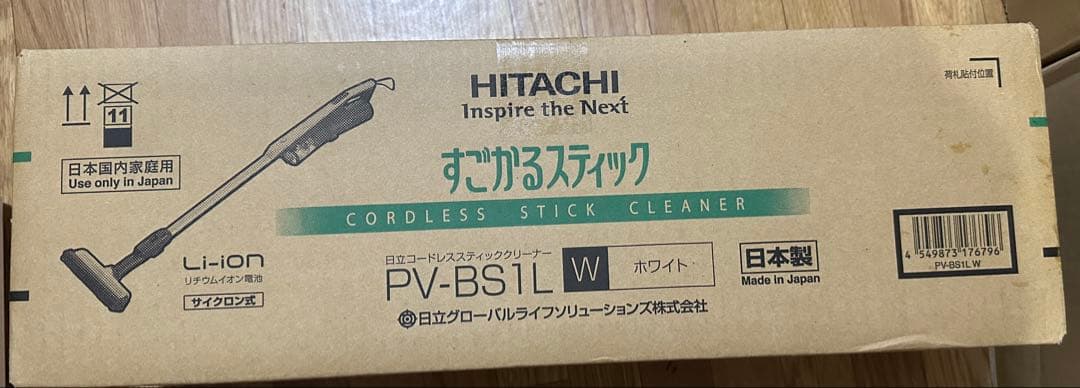 HITACHI
Inspire the Next
荷札貼付位置
11
日本国内家庭用
Use only in Japan
すごかるスティック
CORDLESS STICK CLEANER
Li-ion
リチウムイオン電池
サイクロン式
日立コードレススティッククリーナー
PV-BS1L W ホワイト
日立グローバルライフソリューションズ株式会社
日本製
Made in Japan
4 549873 176796
PV-BS1L W